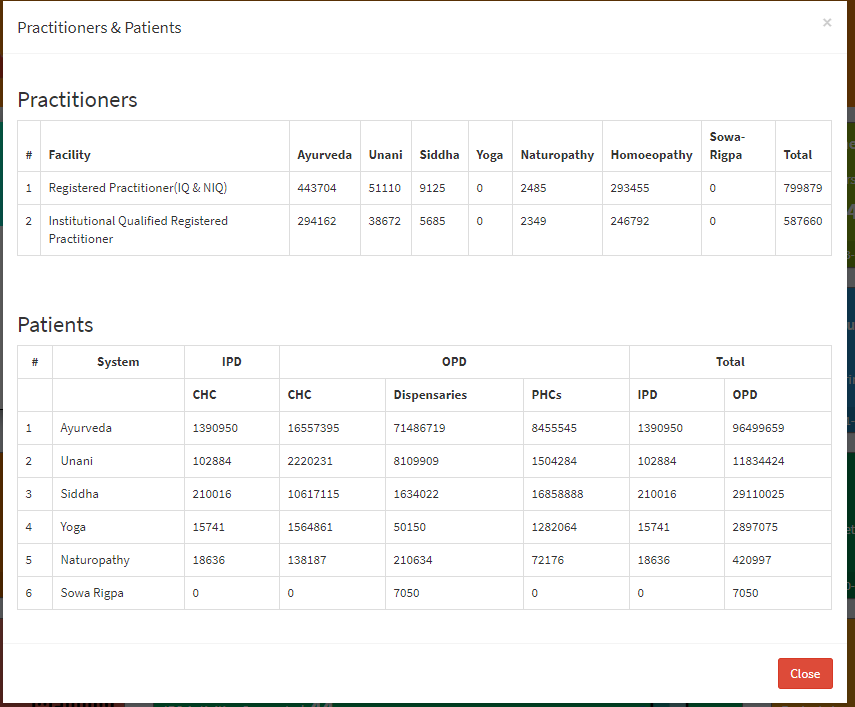 Practitioners & Patients ×
Practitioners
# Facility Ayurveda Unani Siddha Yoga Naturopathy Homoeopathy Sowa-
Rigpa Total
1 Registered Practitioner(IQ & NIQ) 443704 51110 9125 0 2485 293455 0 799879
2 Institutional Qualified Registered 294162 38672 5685 0 2349 246792 0 587660
Practitioner
Patients
# System IPD OPD Total
CHC CHC Dispensaries PHCs IPD OPD
1 Ayurveda 1390950 16557395 71486719 8455545 1390950 96499659
2 Unani 102884 2220231 8109909 1504284 102884 11834424
3 Siddha 210016 10617115 1634022 16858888 210016 29110025
4 Yoga 15741 1564861 50150 1282064 15741 2897075
5 Naturopathy 18636 138187 210634 72176 18636 420997
6 Sowa Rigpa 0 0 7050 0 0 7050
Close